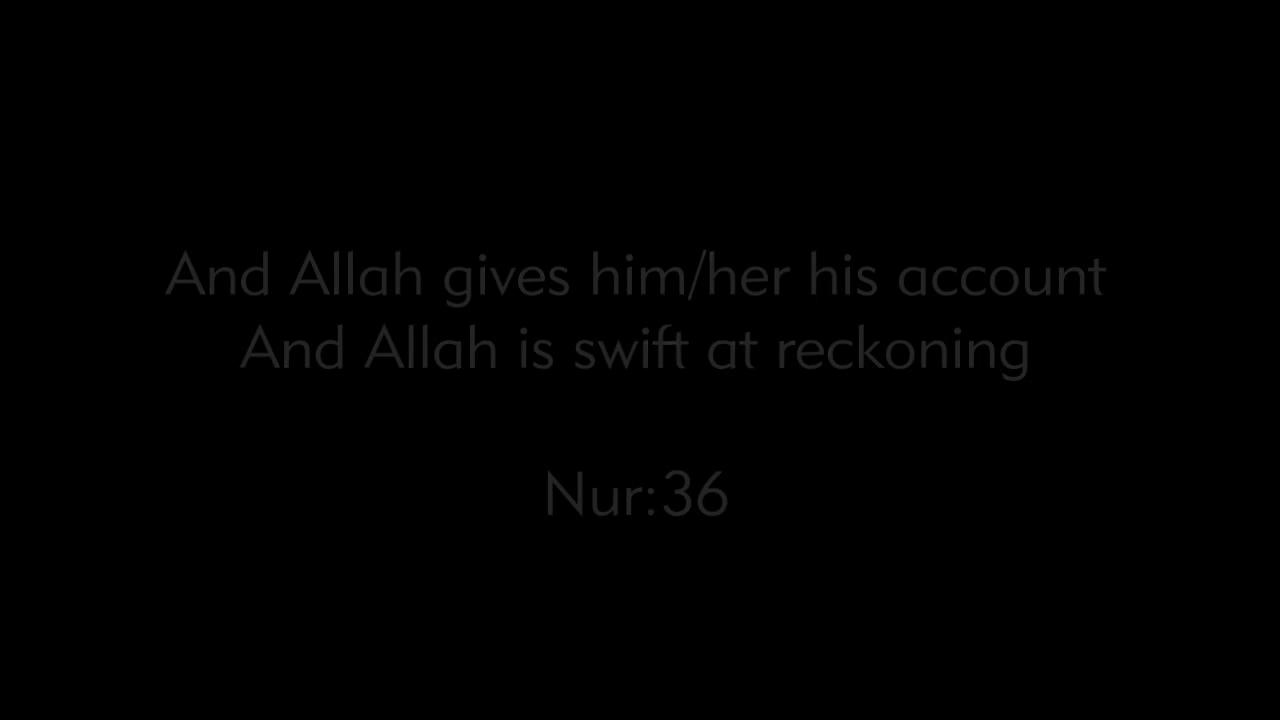 And Allah gives him/her his account
And Allah is swift at reckoning
Nur:36